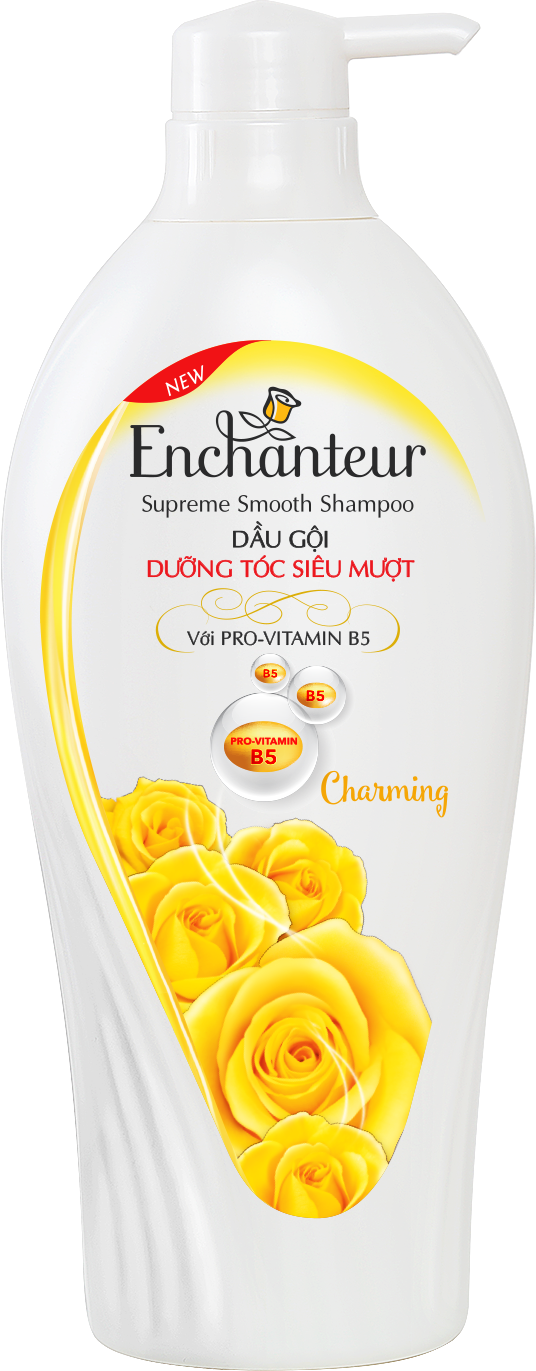 NEW
Enchanteur
Supreme Smooth Shampoo
DẦU GỘI
DƯỠNG TÓC SIÊU MƯỢT
Với PRO-VITAMIN B5
B5
B5
PRO-VITAMIN
B5
Charming